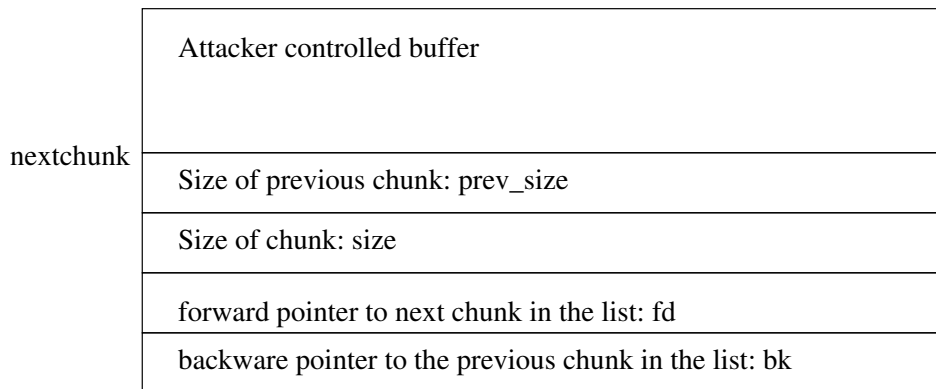 Attacker controlled buffer
nextchunk
Size of previous chunk: prev_size
Size of chunk: size
forward pointer to next chunk in the list: fd
backware pointer to the previous chunk in the list: bk